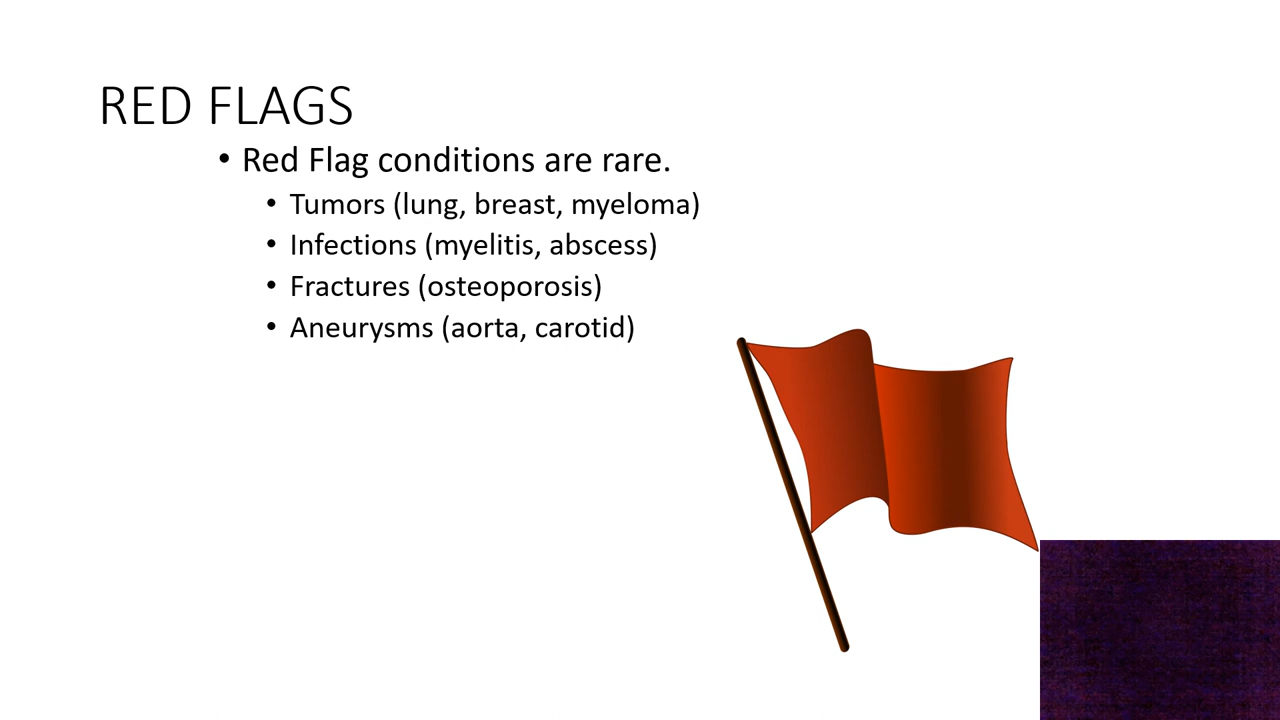 RED FLAGS
• Red Flag conditions are rare.
• Tumors (lung, breast, myeloma)
• Infections (myelitis, abscess)
• Fractures (osteoporosis)
• Aneurysms (aorta, carotid)